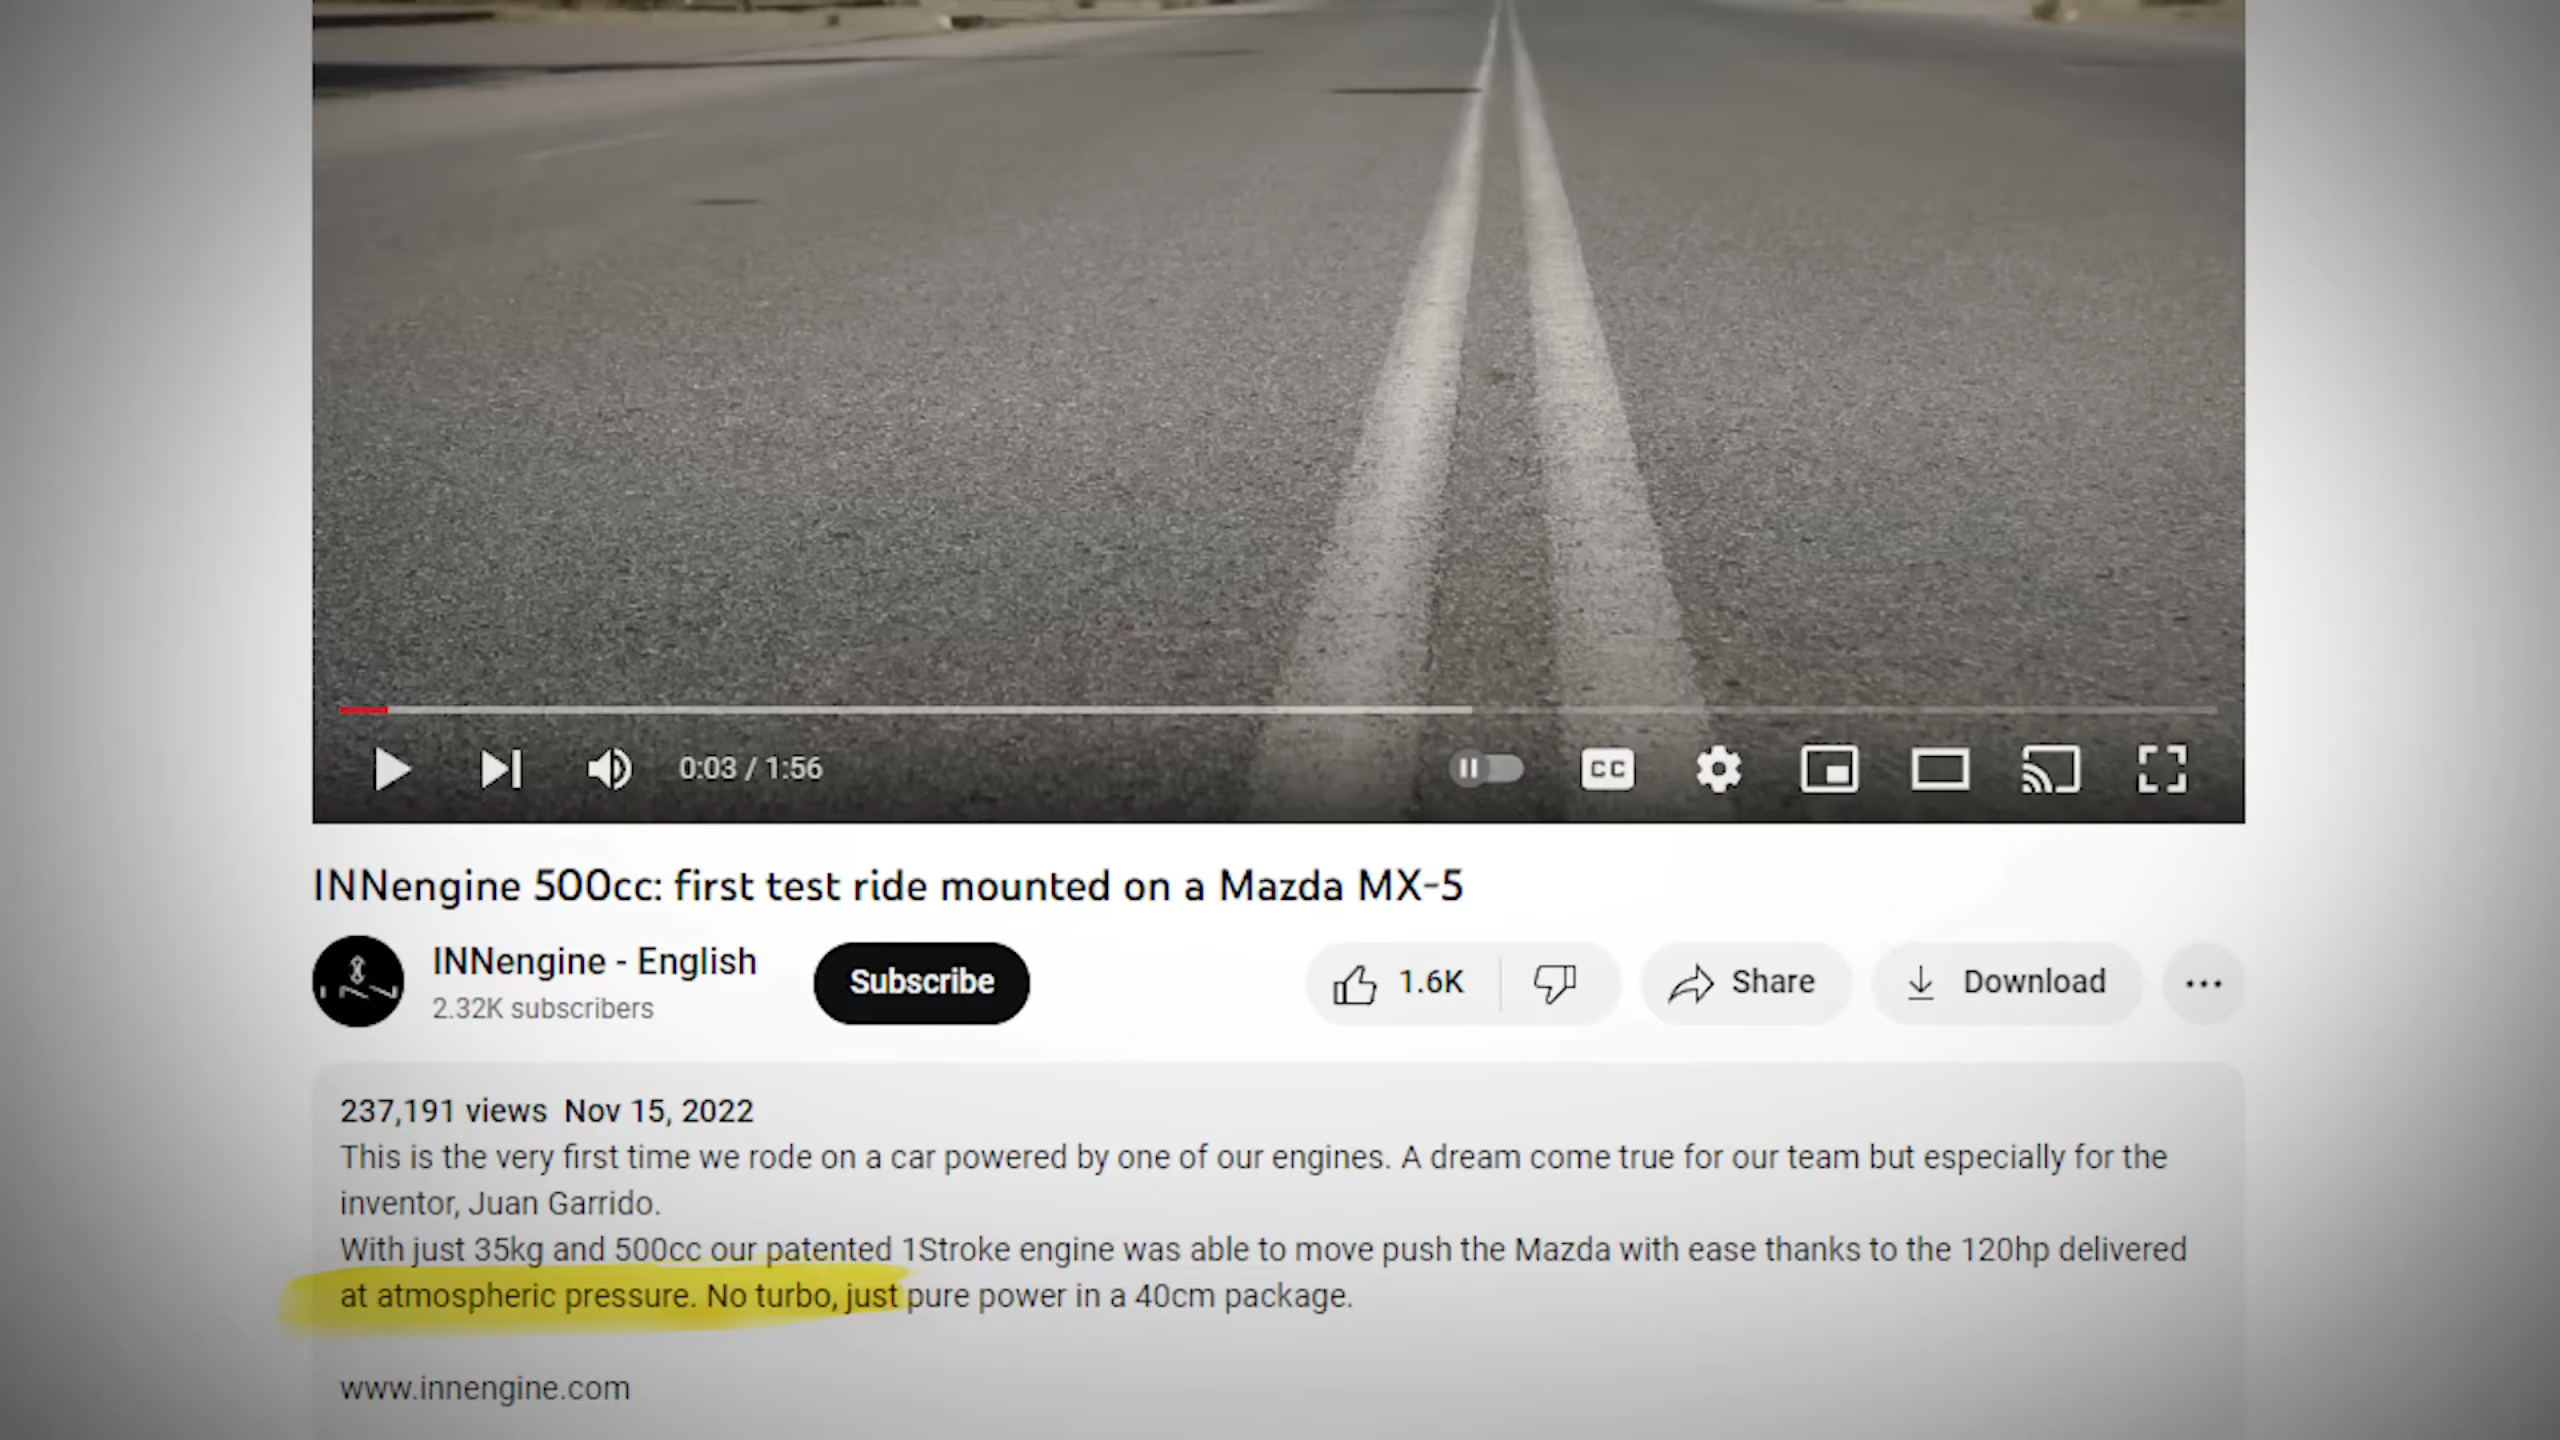 0:03 / 1:56
CC
INNengine 500cc: first test ride mounted on a Mazda MX-5
INNengine - English
2.32K subscribers
Subscribe
1.6K
Share
Download
237,191 views Nov 15, 2022
This is the very first time we rode on a car powered by one of our engines. A dream come true for our team but especially for the
inventor, Juan Garrido.
With just 35kg and 500cc our patented 1Stroke engine was able to move push the Mazda with ease thanks to the 120hp delivered
at atmospheric pressure. No turbo, just pure power in a 40cm package.
www.innengine.com